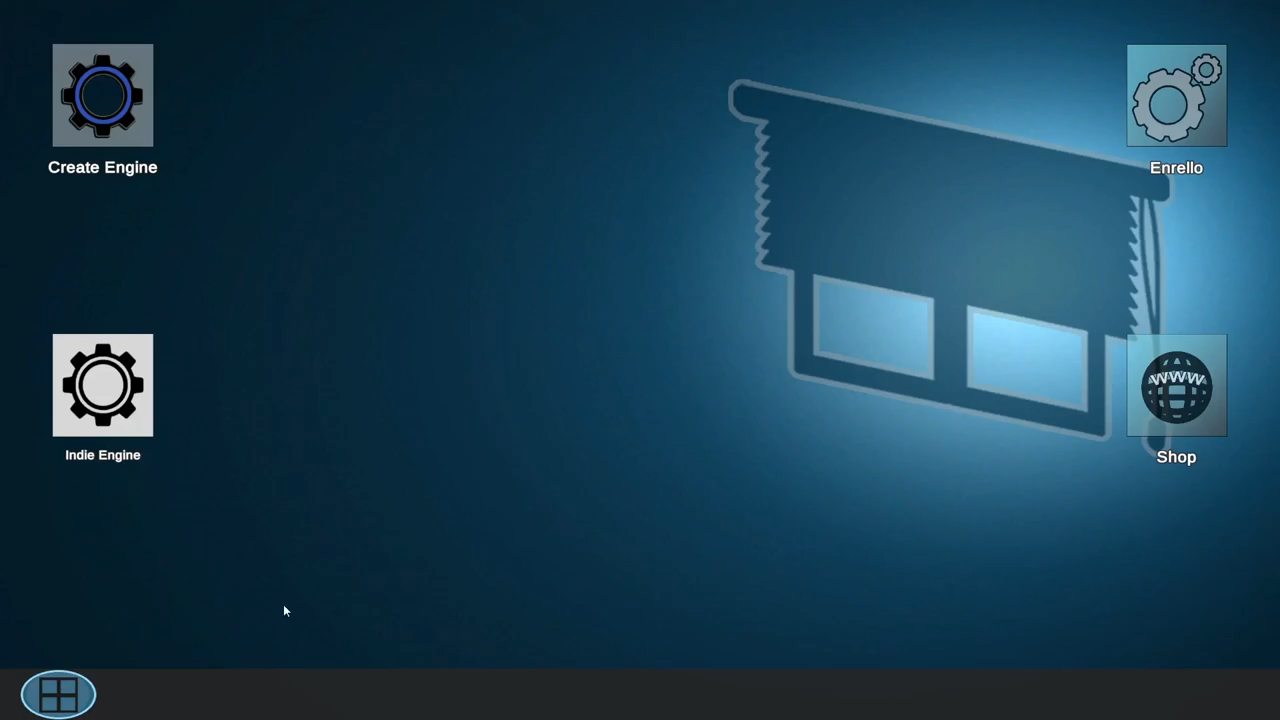 Create Engine
Enrello
Indie Engine
WWW
Shop